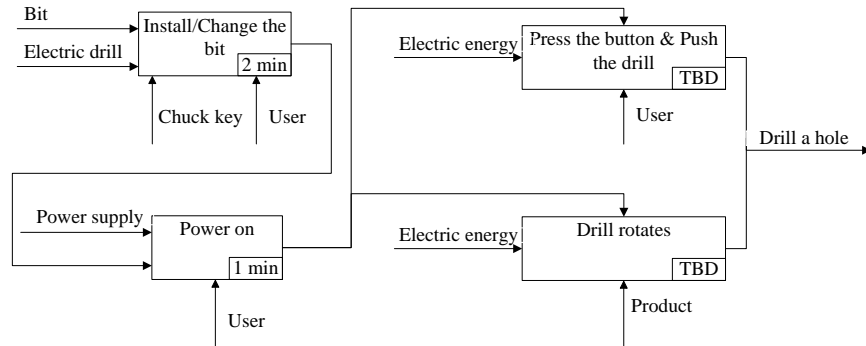 Bit
Electric drill
Install/Change the
bit
2 min
Chuck key
User
Electric energy
Press the button & Push
the drill
TBD
User
Drill a hole
Power supply
Power on
1 min
User
Electric energy
Drill rotates
TBD
Product